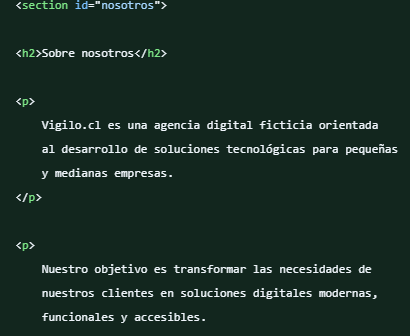 <section id="nosotros">
<h2>Sobre nosotros</h2>
<p>
Vigilo.cl es una agencia digital ficticia orientada
al desarrollo de soluciones tecnológicas para pequeñas
y medianas empresas.
</p>
<p>
Nuestro objetivo es transformar las necesidades de
nuestros clientes en soluciones digitales modernas,
funcionales y accesibles.